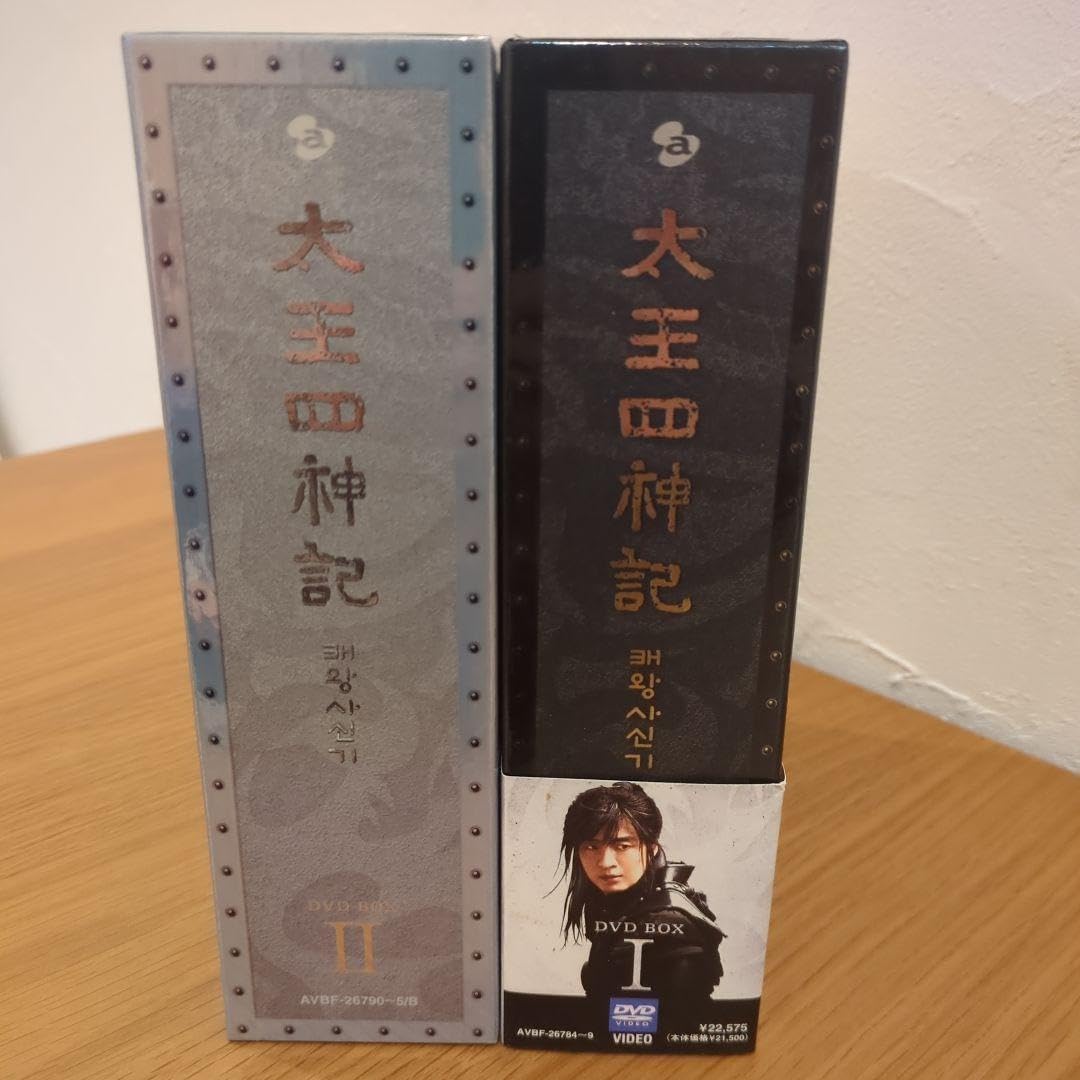 a
太王四神記
태왕사신기
DVD BOX
II
AVBF-26790～5/B
a
太王四神記
태왕사신기
DVD BOX
I
DVD
VIDEO
VIDEO
AVBF-26784～9
¥22,575
(本体価格¥21,500)